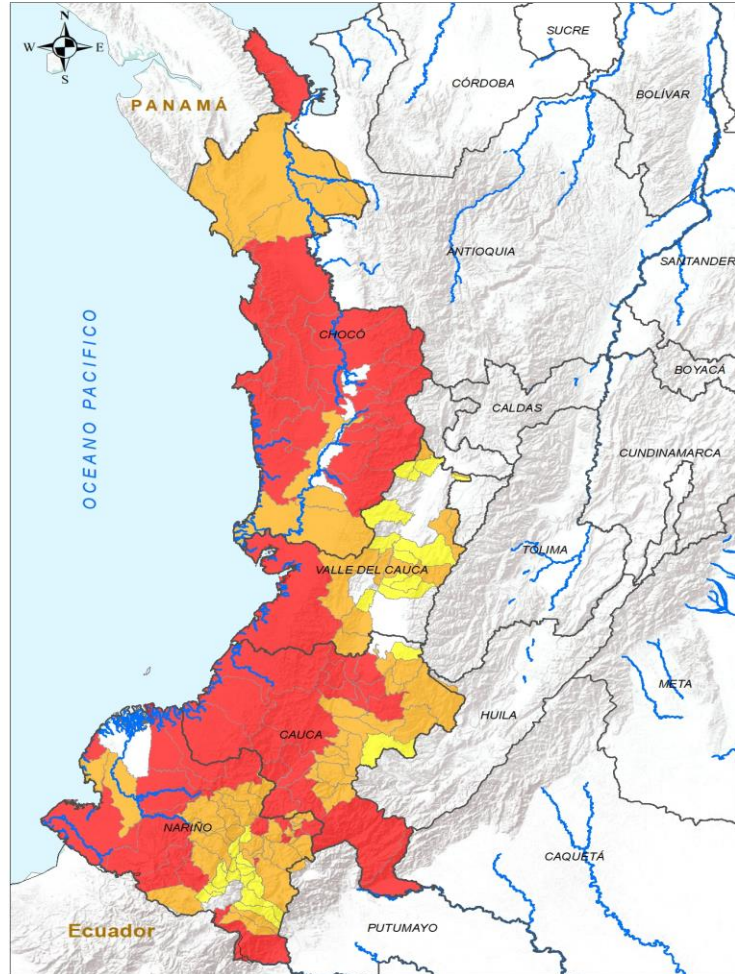 SUCRE
N
W E
S
CÓRDOBA
BOLÍVAR
PANAMÁ
ANTIOQUIA
SANTANDER
OCEANO PACIFICO
CHOCÓ
BOYACÁ
CALDAS
CUNDINAMARCA
TOLIMA
VALLE DEL CAUCA
META
HUILA
CAUCA
NARIÑO
CAQUETÁ
PUTUMAYO
Ecuador